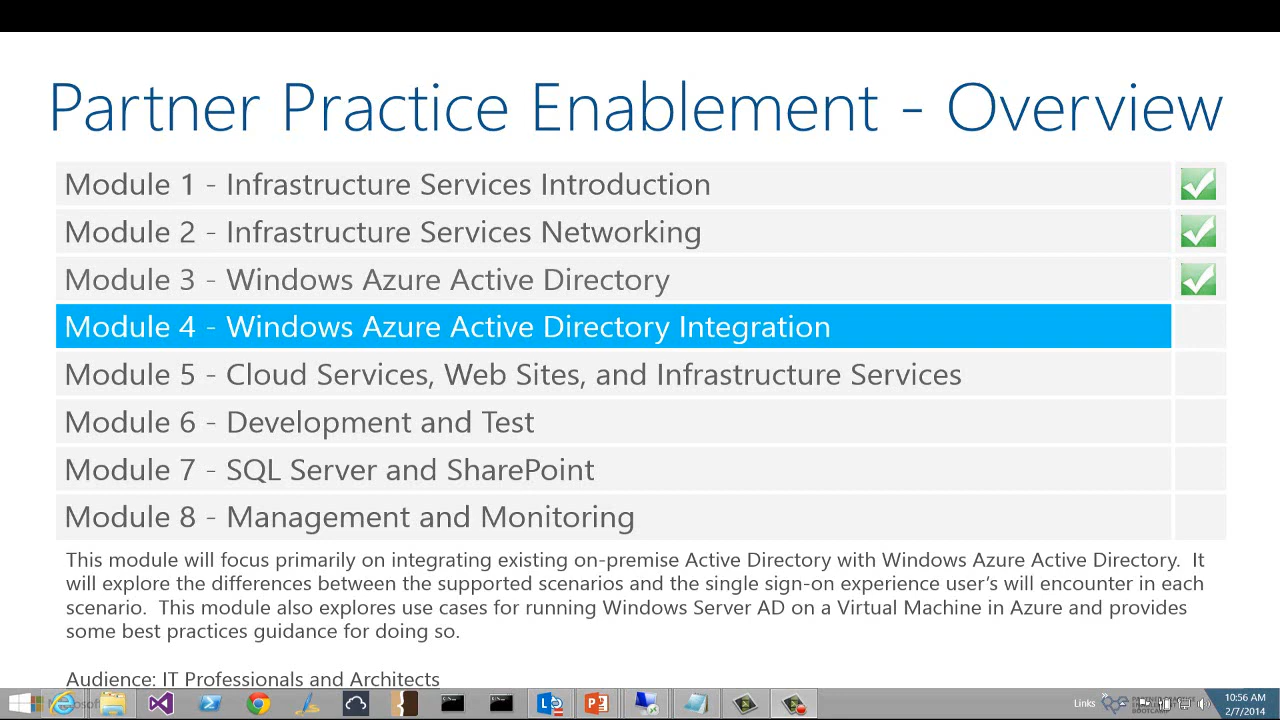 Partner Practice Enablement - Overview
Module 1 - Infrastructure Services Introduction
Module 2 - Infrastructure Services Networking
Module 3 - Windows Azure Active Directory
Module 4 - Windows Azure Active Directory Integration
Module 5 - Cloud Services, Web Sites, and Infrastructure Services
Module 6 - Development and Test
Module 7 - SQL Server and SharePoint
Module 8 - Management and Monitoring
This module will focus primarily on integrating existing on-premise Active Directory with Windows Azure Active Directory. It
will explore the differences between the supported scenarios and the single sign-on experience user's will encounter in each
scenario. This module also explores use cases for running Windows Server AD on a Virtual Machine in Azure and provides
some best practices guidance for doing so.
Audience: IT Professionals and Architects
Links
10:56 AM
2/7/2014